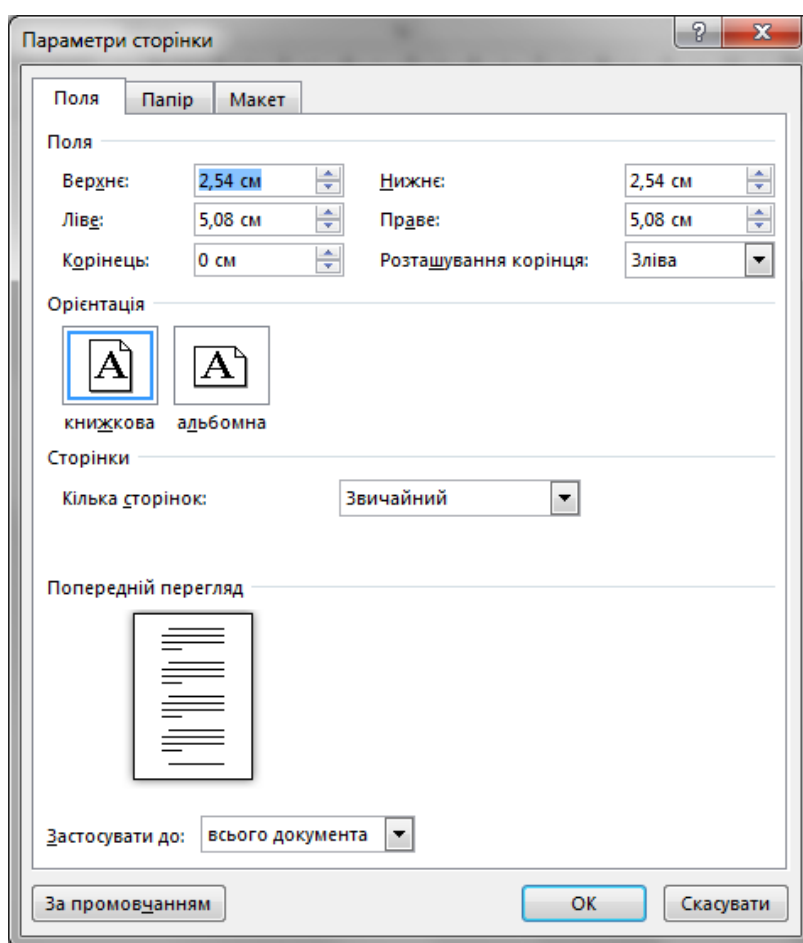 Параметри сторінки
Поля Папір Макет
Поля
Верхнє: 2,54 см Нижнє: 2,54 см
Ліве: 5,08 см Праве: 5,08 см
Корінець: 0 см Розташування корінця: Зліва
Орієнтація
A A
книжкова альбомна
Сторінки
Кілька сторінок: Звичайний
Попередній перегляд
Застосувати до: всього документа
За промовчанням ОК Скасувати